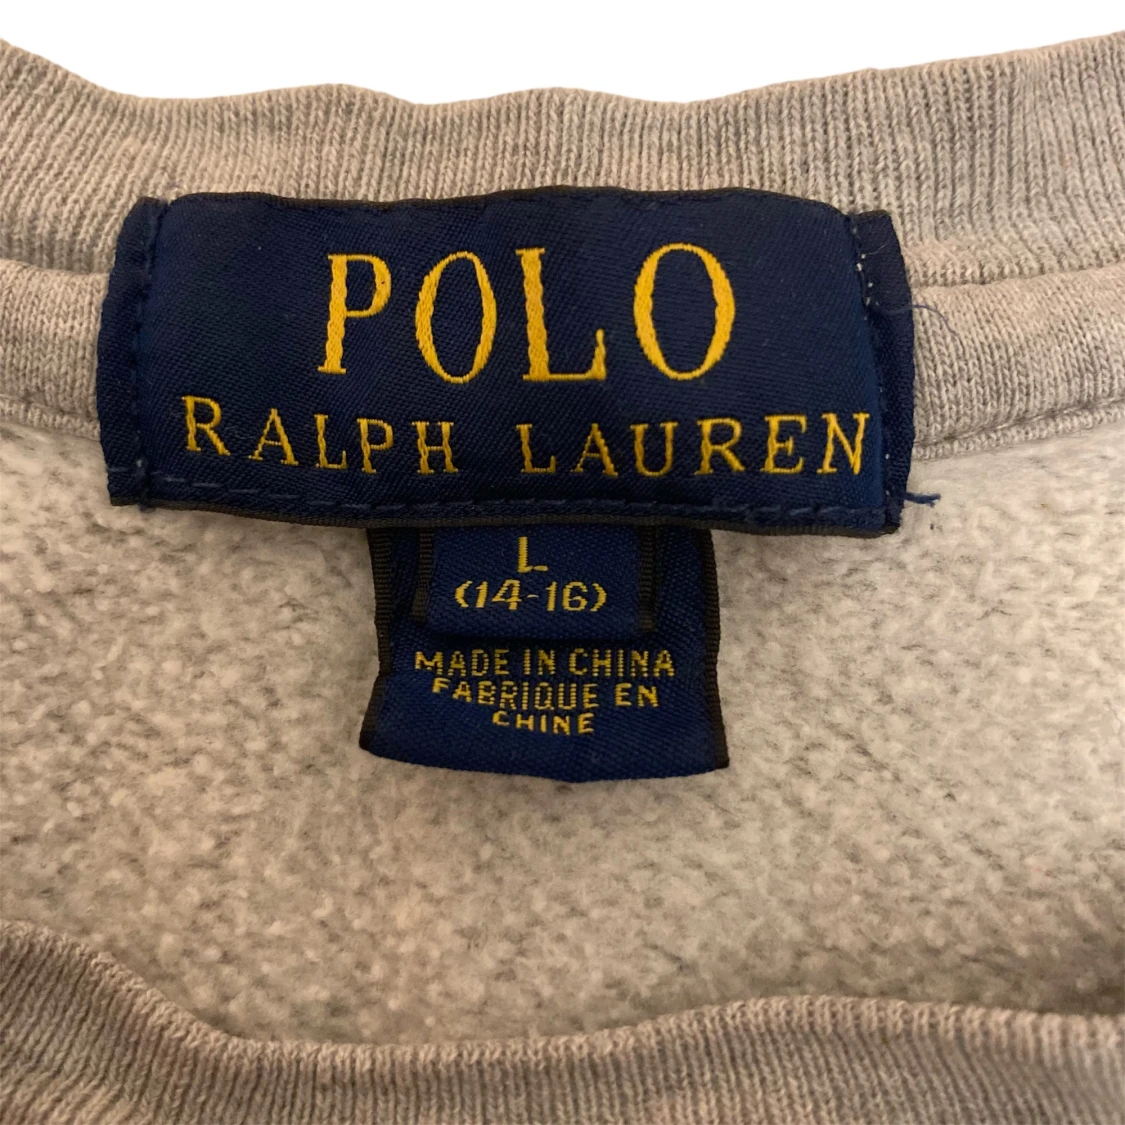 POLO
RALPH LAUREN
L
(14-16)
MADE IN CHINA
FABRIQUE EN
CHINE